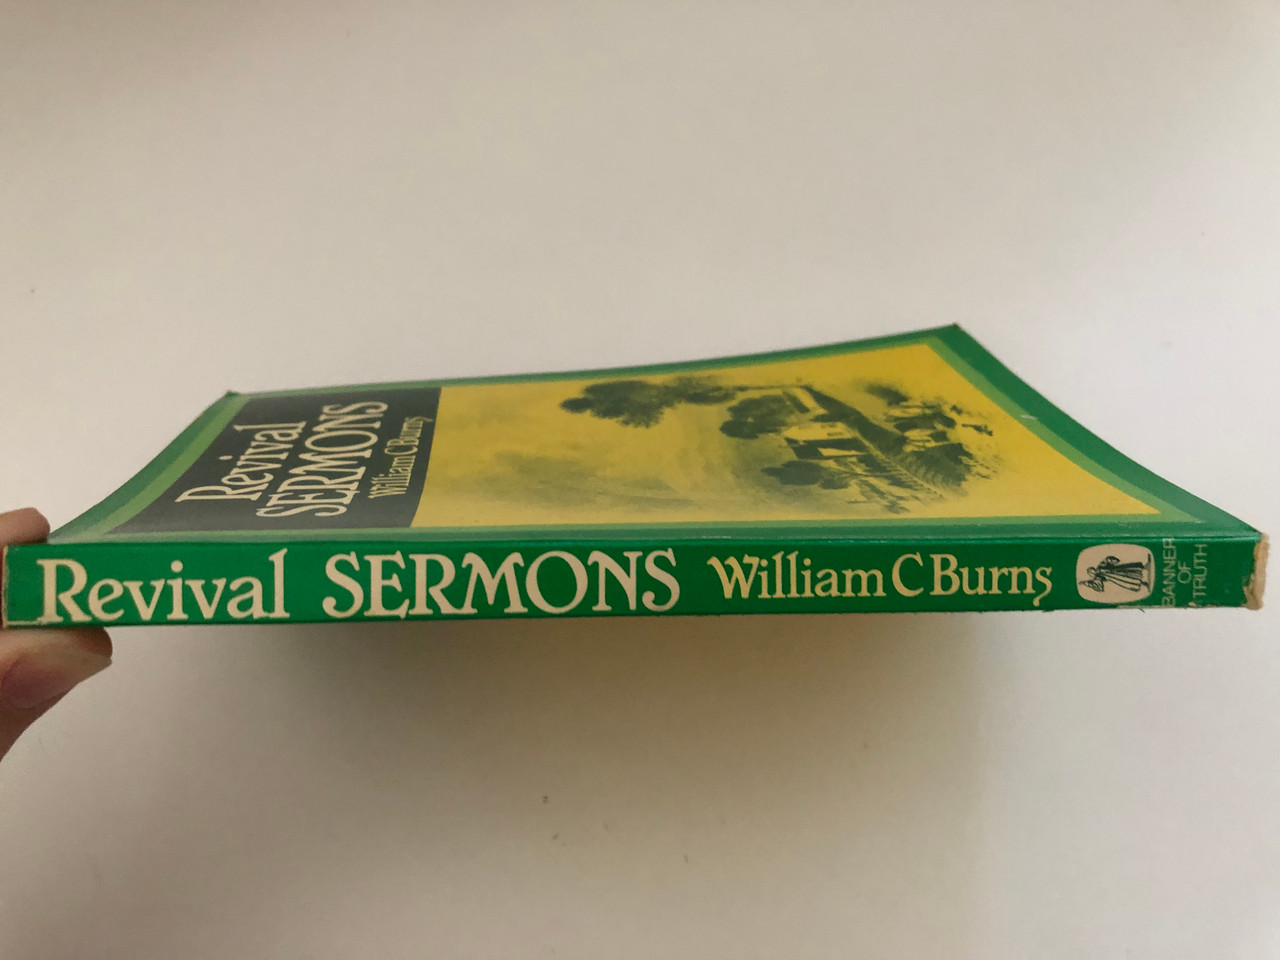 Revival
SERMONS
William C Burns
Revival SERMONS William C Burns
BANNER
OF
TRUTH